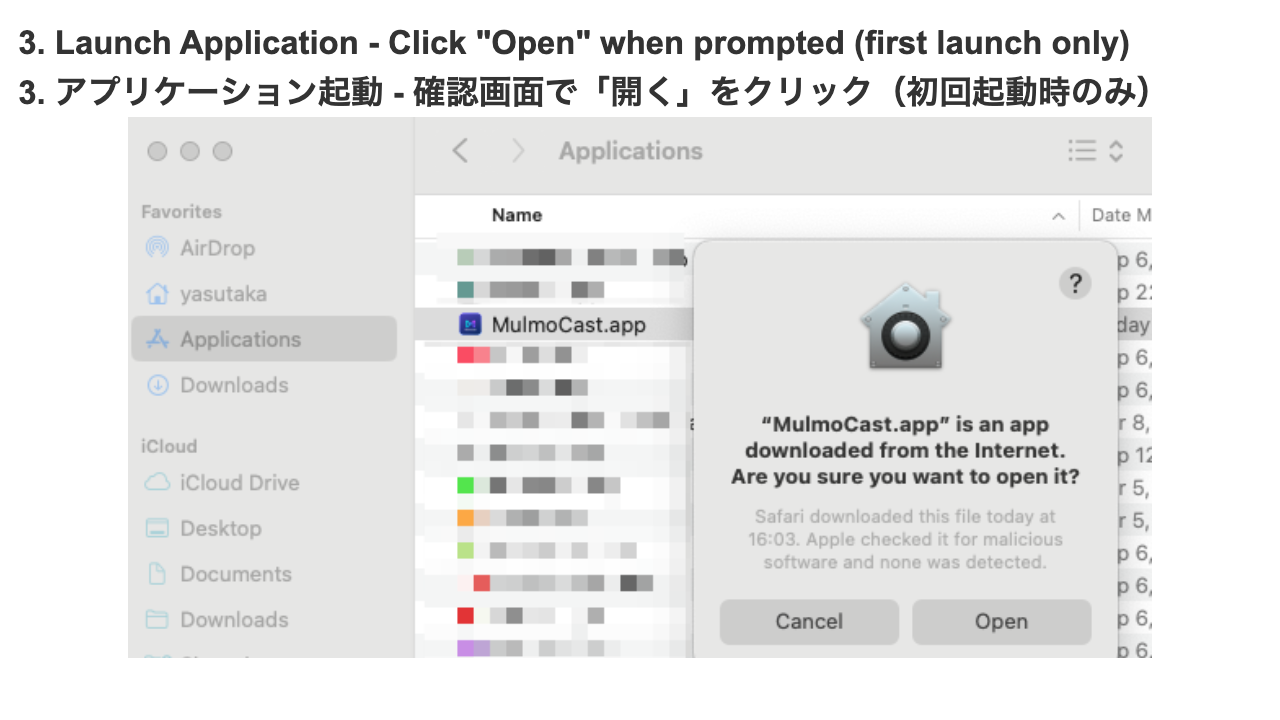 3. Launch Application - Click "Open" when prompted (first launch only)
3. アプリケーション起動 - 確認画面で「開く」をクリック（初回起動時のみ）
Applications
Favorites
AirDrop
yasutaka
Applications
Downloads
iCloud
iCloud Drive
Desktop
Documents
Downloads
Name
Date M
MulmoCast.app
?
“MulmoCast.app” is an app
downloaded from the Internet.
Are you sure you want to open it?
Safari downloaded this file today at
16:03. Apple checked it for malicious
software and none was detected.
Cancel
Open
p 6,
p 22
day
p 6,
p 6,
r 8,
p 12
r 5,
r 5,
p 6,
p 6,
p 6,
p 6,